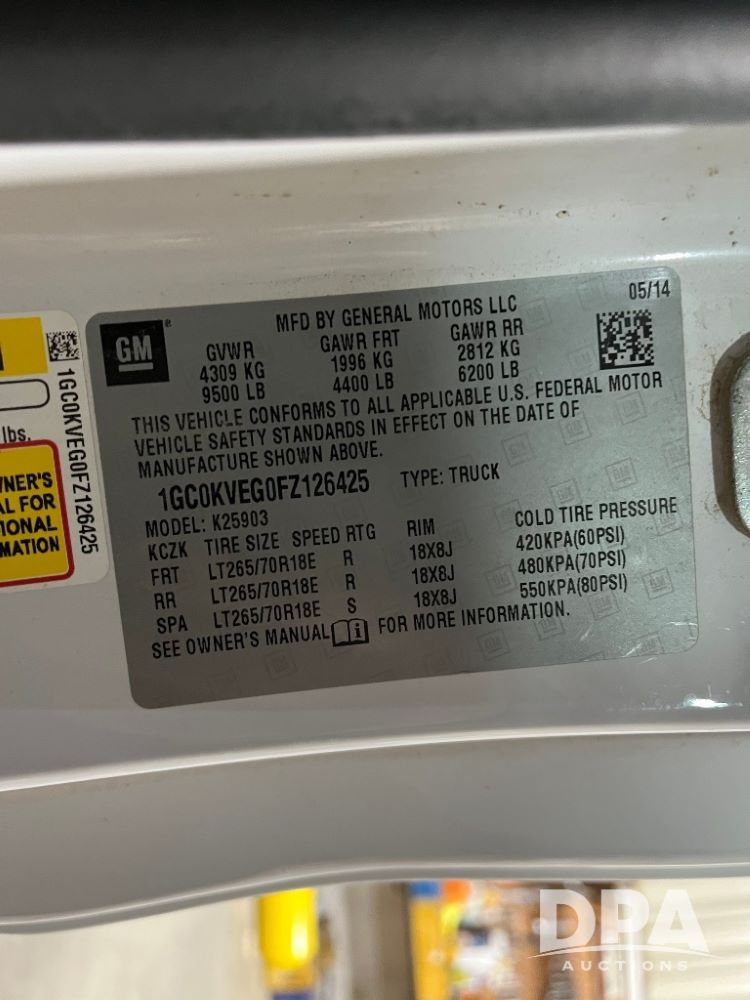 GM
®
MFD BY GENERAL MOTORS LLC
05/14
GVWR GAWR FRT GAWR RR
4309 KG 1996 KG 2812 KG
9500 LB 4400 LB 6200 LB
THIS VEHICLE CONFORMS TO ALL APPLICABLE U.S. FEDERAL MOTOR
VEHICLE SAFETY STANDARDS IN EFFECT ON THE DATE OF
MANUFACTURE SHOWN ABOVE.
1GC0KVEG0FZ126425 TYPE: TRUCK
MODEL: K25903
KCZK TIRE SIZE SPEED RTG RIM COLD TIRE PRESSURE
FRT LT265/70R18E R 18X8J 420KPA(60PSI)
RR LT265/70R18E R 18X8J 480KPA(70PSI)
SPA LT265/70R18E S 18X8J 550KPA(80PSI)
SEE OWNER'S MANUAL FOR MORE INFORMATION.
1GC0KVEG0FZ126425
lbs.
WNER'S
AL FOR
TIONAL
MATION
DPA
AUCTIONS